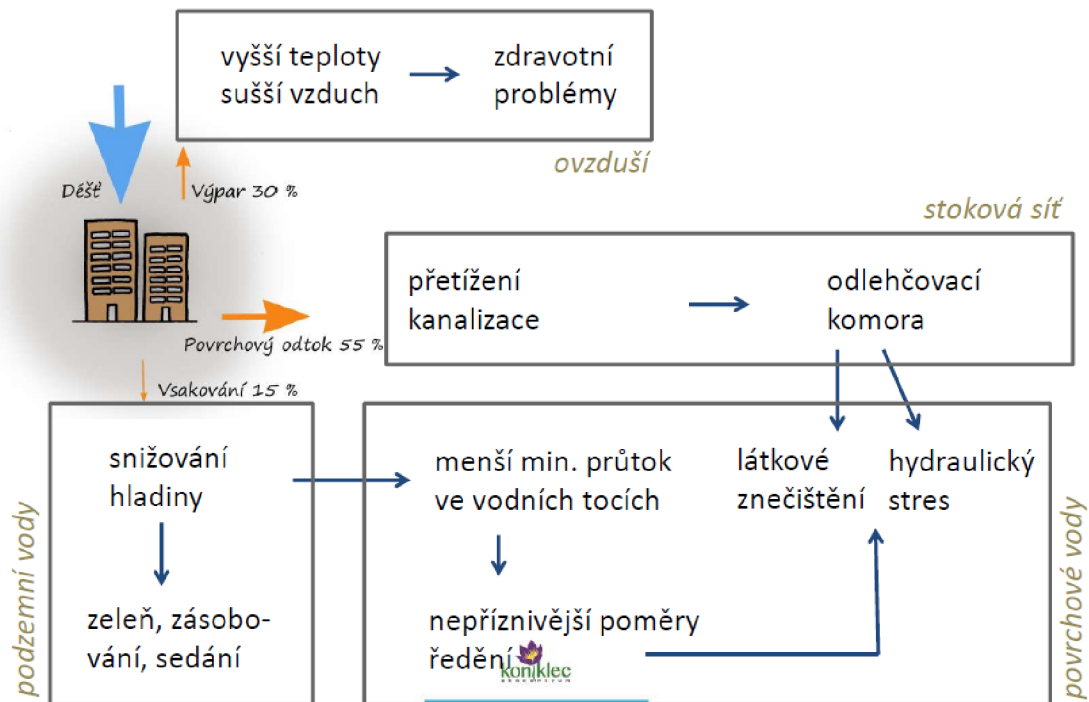 vyšší teploty
sušší vzduch
zdravotní
problémy
ovzduší
Déšť
Výpar 30 %
stoková síť
přetížení
kanalizace
odlehčovací
komora
Povrchový odtok 55 %
Vsakování 15 %
snižování
hladiny
zeleň, zásobo-
vání, sedání
podzemní vody
menší min. průtok
ve vodních tocích
látkové
znečištění
hydraulický
stres
nepříznivější poměry
ředění
koniklec
ekocentrum
povrchové vody